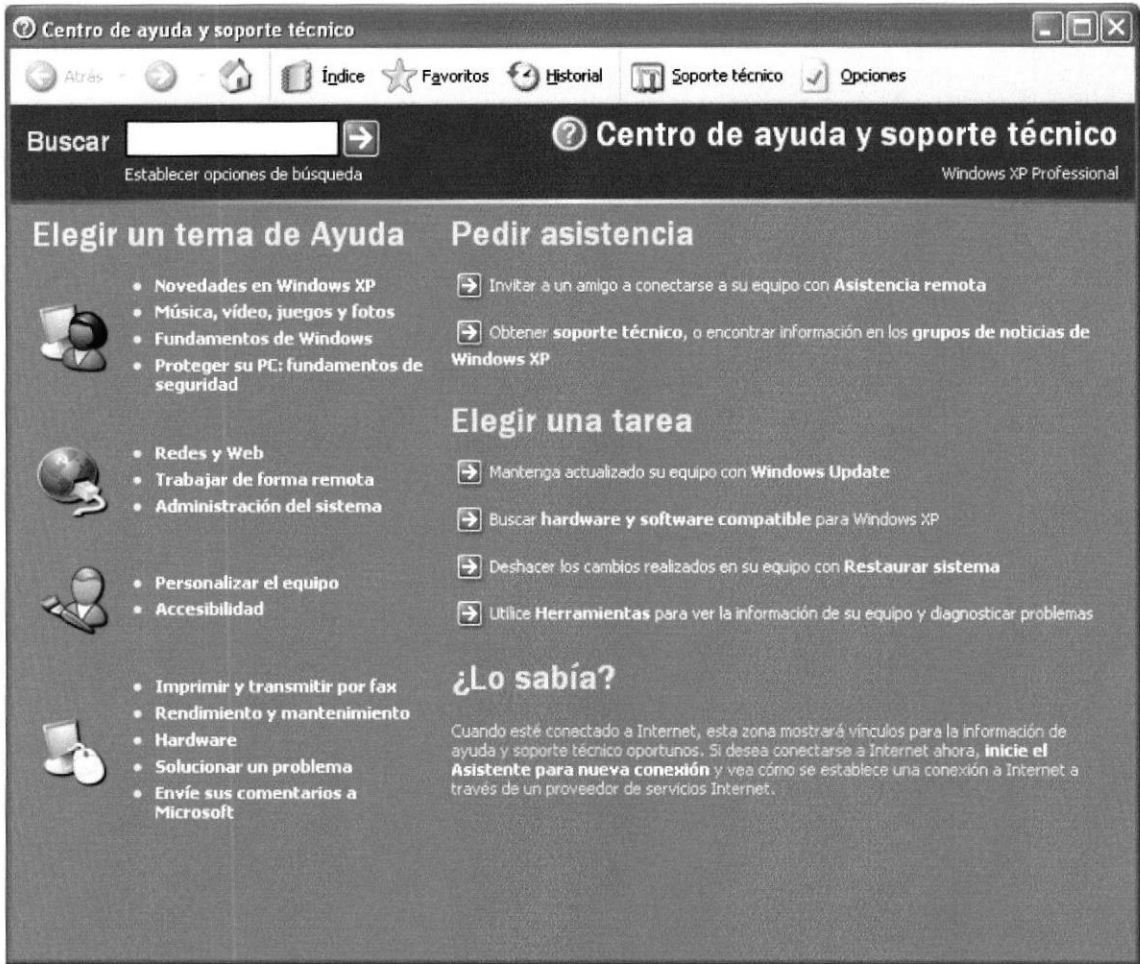 Centro de ayuda y soporte técnico
Atrás Índice Favoritos Historial Soporte técnico Opciones
Buscar
Establecer opciones de búsqueda
Centro de ayuda y soporte técnico
Windows XP Professional
Elegir un tema de Ayuda
• Novedades en Windows XP
• Música, vídeo, juegos y fotos
• Fundamentos de Windows
• Proteger su PC: fundamentos de
seguridad
• Redes y Web
• Trabajar de forma remota
• Administración del sistema
• Personalizar el equipo
• Accesibilidad
• Imprimir y transmitir por fax
• Rendimiento y mantenimiento
• Hardware
• Solucionar un problema
• Envíe sus comentarios a
Microsoft
Pedir asistencia
Invitar a un amigo a conectarse a su equipo con Asistencia remota
Obtener soporte técnico, o encontrar información en los grupos de noticias de
Windows XP
Elegir una tarea
Mantenga actualizado su equipo con Windows Update
Buscar hardware y software compatible para Windows XP
Deshacer los cambios realizados en su equipo con Restaurar sistema
Utilice Herramientas para ver la información de su equipo y diagnosticar problemas
¿Lo sabía?
Cuando esté conectado a Internet, esta zona mostrará vínculos para la información de
ayuda y soporte técnico oportunos. Si desea conectarse a Internet ahora, inicie el
Asistente para nueva conexión y vea cómo se establece una conexión a Internet a
través de un proveedor de servicios Internet.